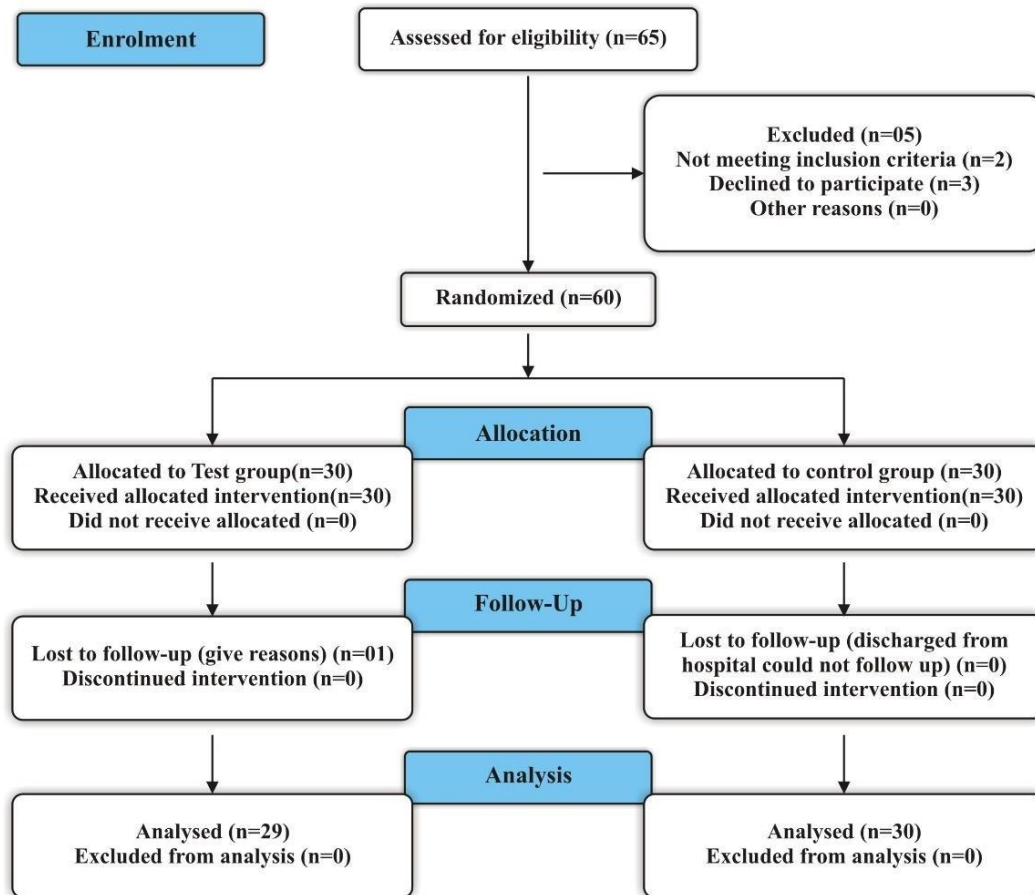 Enrolment
Assessed for eligibility (n=65)
Excluded (n=05)
Not meeting inclusion criteria (n=2)
Declined to participate (n=3)
Other reasons (n=0)
Randomized (n=60)
Allocation
Allocated to Test group(n=30)
Received allocated intervention(n=30)
Did not receive allocated (n=0)
Allocated to control group (n=30)
Received allocated intervention(n=30)
Did not receive allocated (n=0)
Follow-Up
Lost to follow-up (give reasons) (n=01)
Discontinued intervention (n=0)
Lost to follow-up (discharged from
hospital could not follow up) (n=0)
Discontinued intervention (n=0)
Analysis
Analysed (n=29)
Excluded from analysis (n=0)
Analysed (n=30)
Excluded from analysis (n=0)